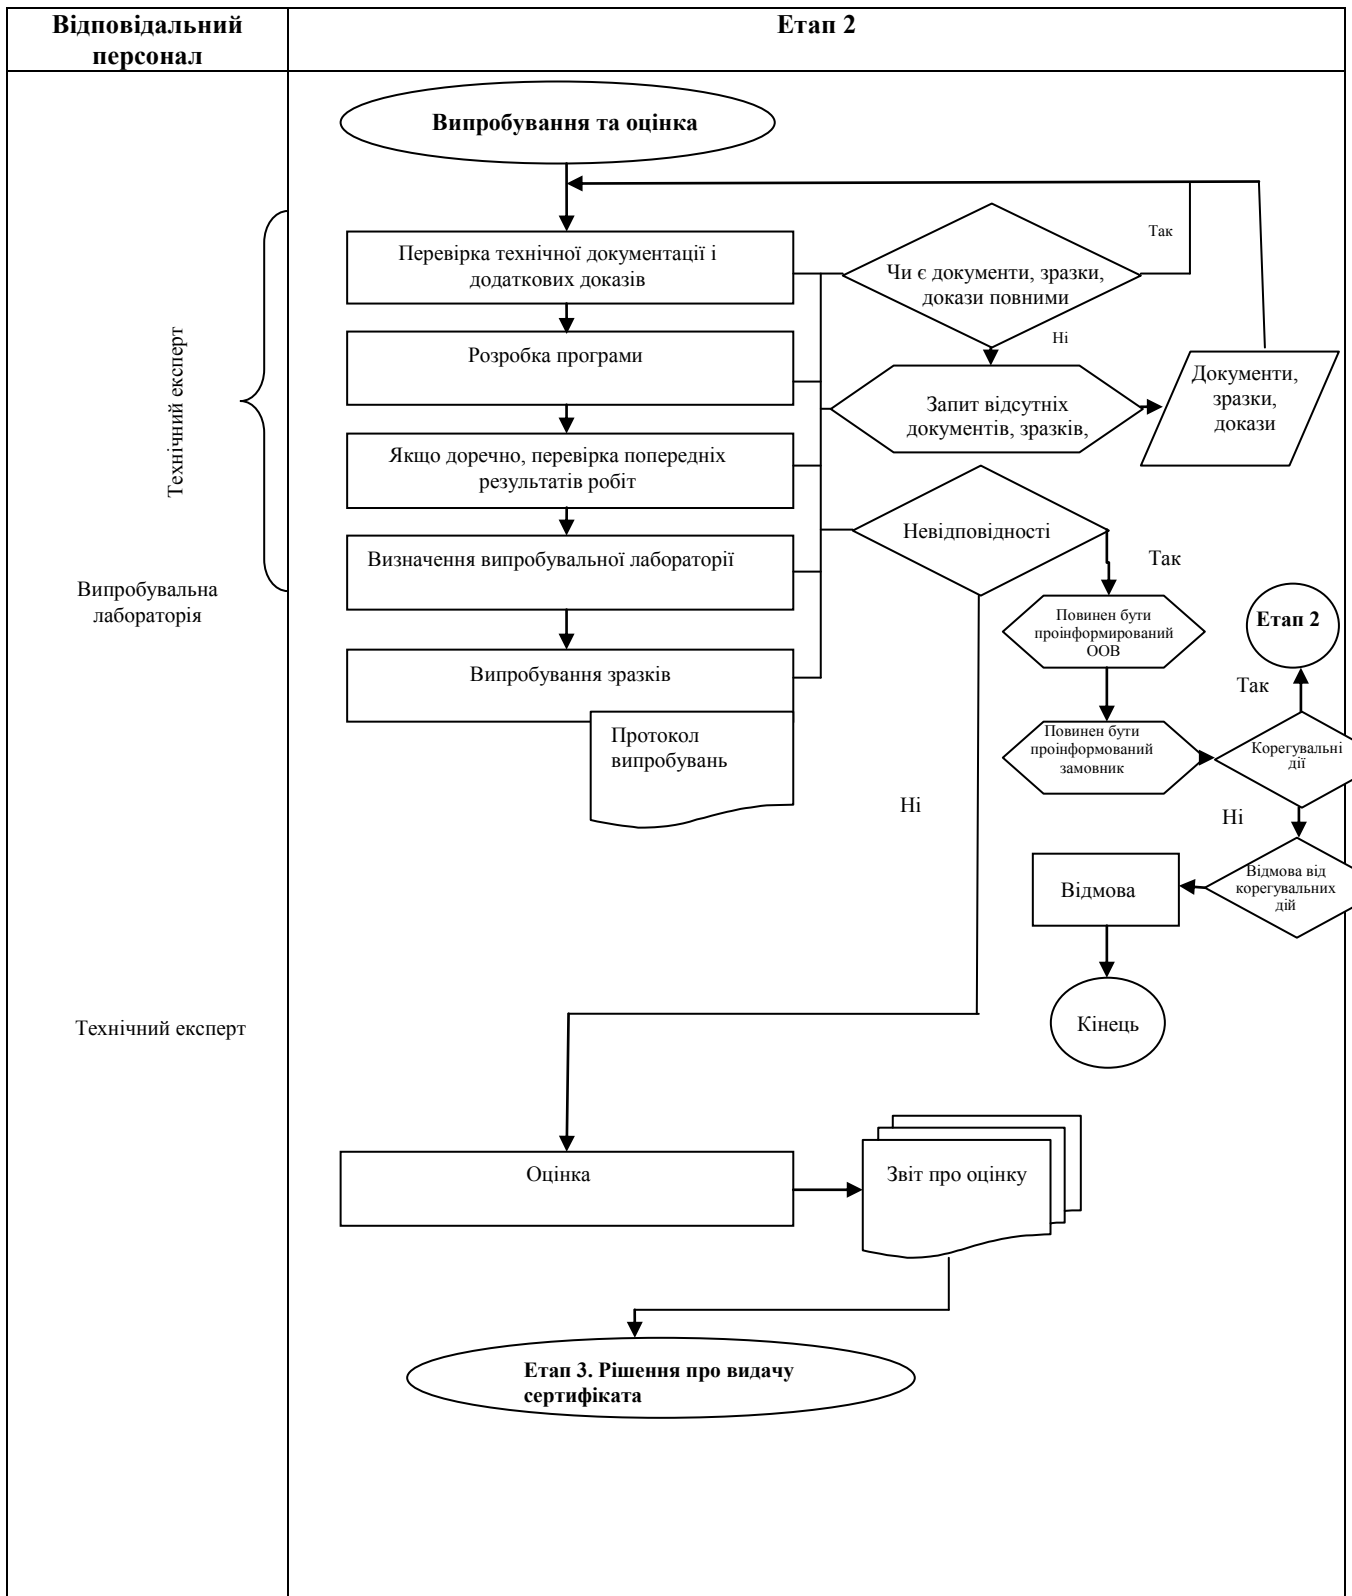 Відповідальний
персонал
Етап 2
Випробування та оцінка
Технічний експерт
Перевірка технічної документації і
додаткових доказів
Чи є документи, зразки,
докази повними
Так
Ні
Розробка програми
Запит відсутніх
документів, зразків,
Документи,
зразки,
докази
Якщо доречно, перевірка попередніх
результатів робіт
Невідповідності
Так
Визначення випробувальної лабораторії
Випробувальна
лабораторія
Повинен бути
проінформирований
ООВ
Етап 2
Випробування зразків
Так
Протокол
випробувань
Повинен бути
проінформований
замовник
Корегувальні
дії
Ні
Ні
Відмова від
корегувальних
дій
Відмова
Кінець
Технічний експерт
Оцінка
Звіт про оцінку
Етап 3. Рішення про видачу
сертифіката